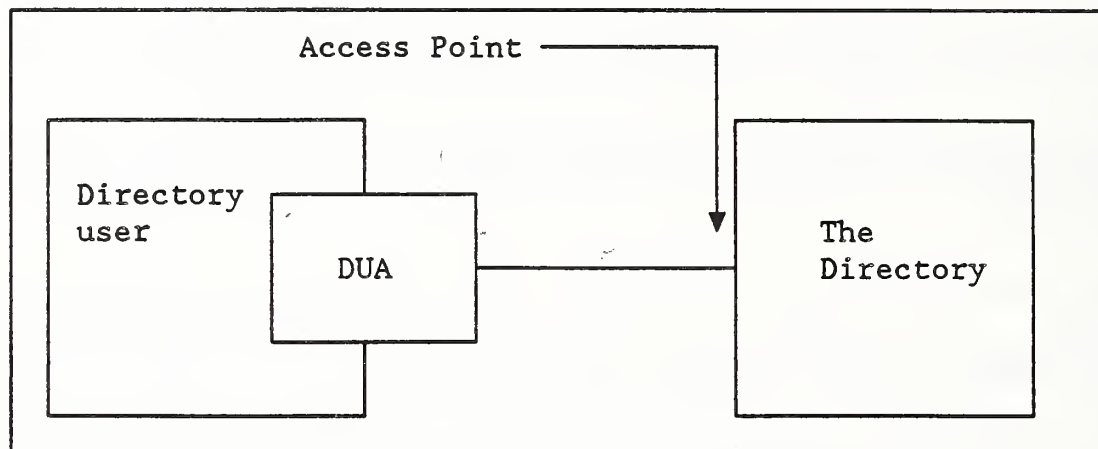 Access Point
Directory
user
DUA
The
Directory